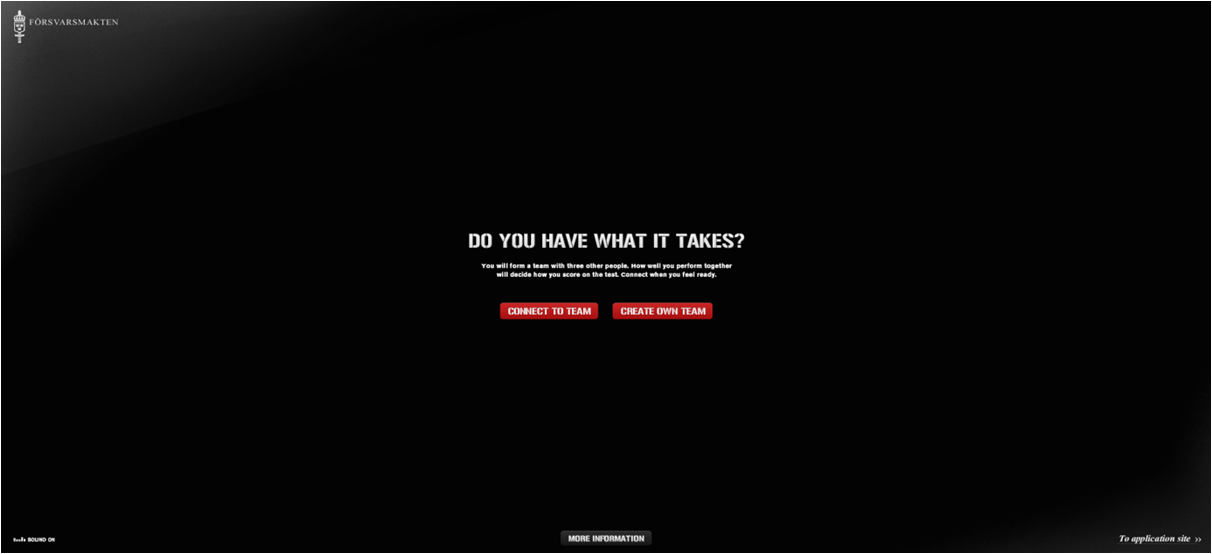 FÖRSVARSMAKTEN
DO YOU HAVE WHAT IT TAKES?
You will form a team with three other people. How well you perform together
will decide how you score on the test. Connect when you feel ready.
CONNECT TO TEAM
CREATE OWN TEAM
SOUND ON
MORE INFORMATION
To application site >>